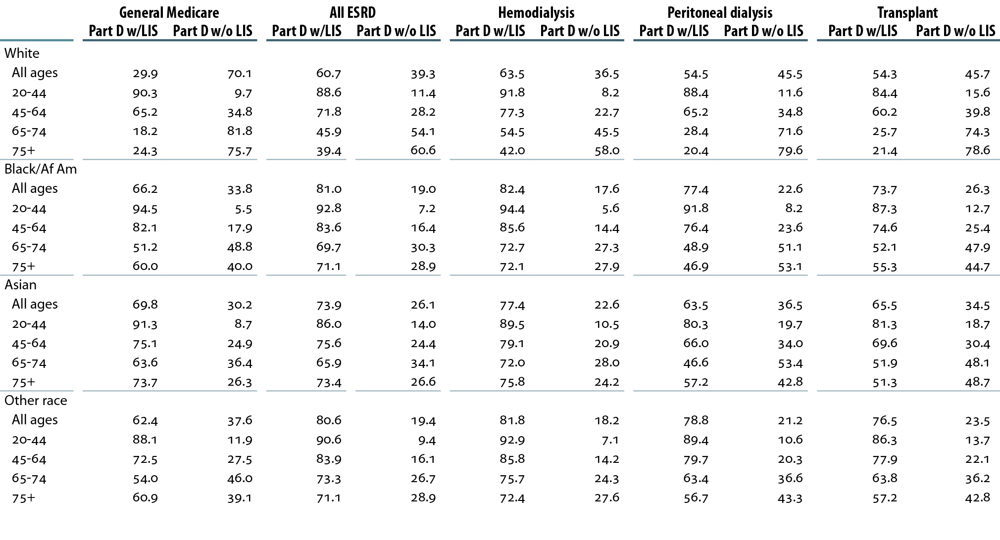 General Medicare All ESRD Hemodialysis Peritoneal dialysis Transplant
Part D w/LIS Part D w/o LIS Part D w/LIS Part D w/o LIS Part D w/LIS Part D w/o LIS Part D w/LIS Part D w/o LIS Part D w/LIS Part D w/o LIS
White
All ages 29.9 70.1 60.7 39.3 63.5 36.5 54.5 45.5 54.3 45.7
20-44 90.3 9.7 88.6 11.4 91.8 8.2 88.4 11.6 84.4 15.6
45-64 65.2 34.8 71.8 28.2 77.3 22.7 65.2 34.8 60.2 39.8
65-74 18.2 81.8 45.9 54.1 54.5 45.5 28.4 71.6 25.7 74.3
75+ 24.3 75.7 39.4 60.6 42.0 58.0 20.4 79.6 21.4 78.6
Black/Af Am
All ages 66.2 33.8 81.0 19.0 82.4 17.6 77.4 22.6 73.7 26.3
20-44 94.5 5.5 92.8 7.2 94.4 5.6 91.8 8.2 87.3 12.7
45-64 82.1 17.9 83.6 16.4 85.6 14.4 76.4 23.6 74.6 25.4
65-74 51.2 48.8 69.7 30.3 72.7 27.3 48.9 51.1 52.1 47.9
75+ 60.0 40.0 71.1 28.9 72.1 27.9 46.9 53.1 55.3 44.7
Asian
All ages 69.8 30.2 73.9 26.1 77.4 22.6 63.5 36.5 65.5 34.5
20-44 91.3 8.7 86.0 14.0 89.5 10.5 80.3 19.7 81.3 18.7
45-64 75.1 24.9 75.6 24.4 79.1 20.9 66.0 34.0 69.6 30.4
65-74 63.6 36.4 65.9 34.1 72.0 28.0 46.6 53.4 51.9 48.1
75+ 73.7 26.3 73.4 26.6 75.8 24.2 57.2 42.8 51.3 48.7
Other race
All ages 62.4 37.6 80.6 19.4 81.8 18.2 78.8 21.2 76.5 23.5
20-44 88.1 11.9 90.6 9.4 92.9 7.1 89.4 10.6 86.3 13.7
45-64 72.5 27.5 83.9 16.1 85.8 14.2 79.7 20.3 77.9 22.1
65-74 54.0 46.0 73.3 26.7 75.7 24.3 63.4 36.6 63.8 36.2
75+ 60.9 39.1 71.1 28.9 72.4 27.6 56.7 43.3 57.2 42.8